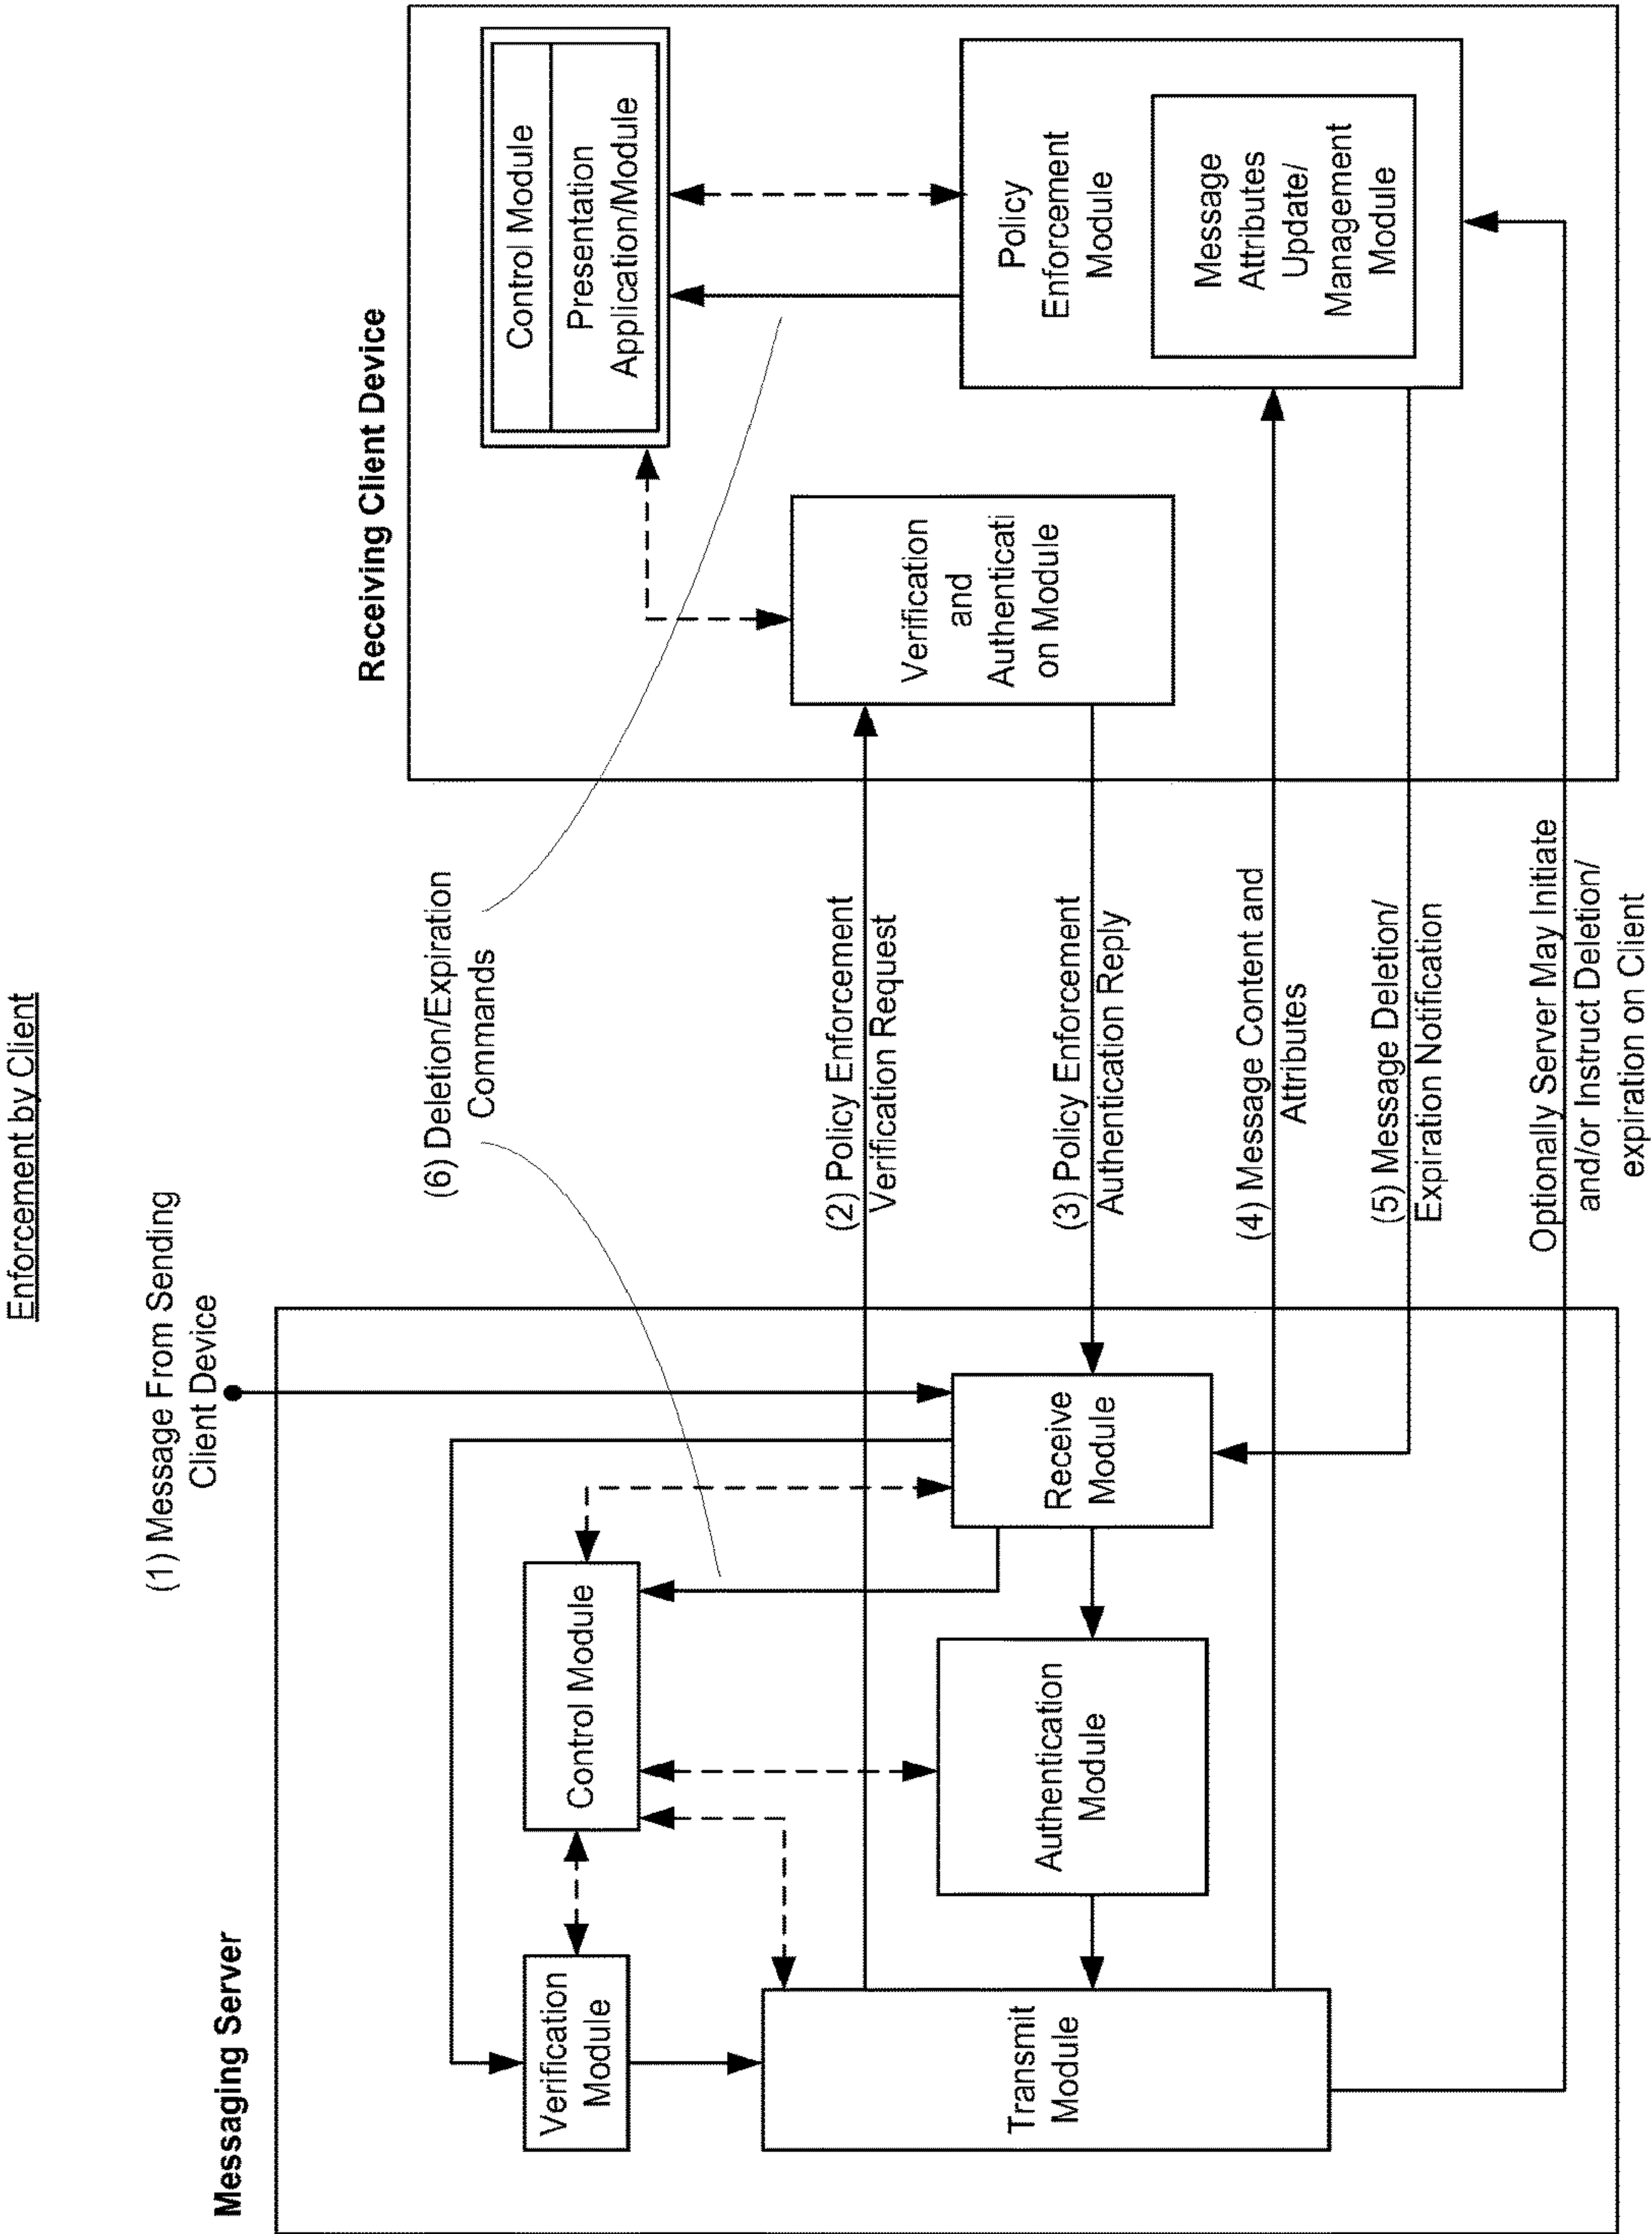 Enforcement by Client
(1) Message From Sending
Client Device
Messaging Server
Receiving Client Device
(6) Deletion/Expiration
Commands
Verification
Module
Control Module
Control Module
Presentation
Application/Module
(2) Policy Enforcement
Verification Request
Verification
and
Authenticati
on Module
Transmit
Module
Authentication
Module
Receive
Module
(3) Policy Enforcement
Authentication Reply
Policy
Enforcement
Module
Message
Attributes
Update/
Management
Module
(4) Message Content and
Attributes
(5) Message Deletion/
Expiration Notification
Optionally Server May Initiate
and/or Instruct Deletion/
expiration on Client